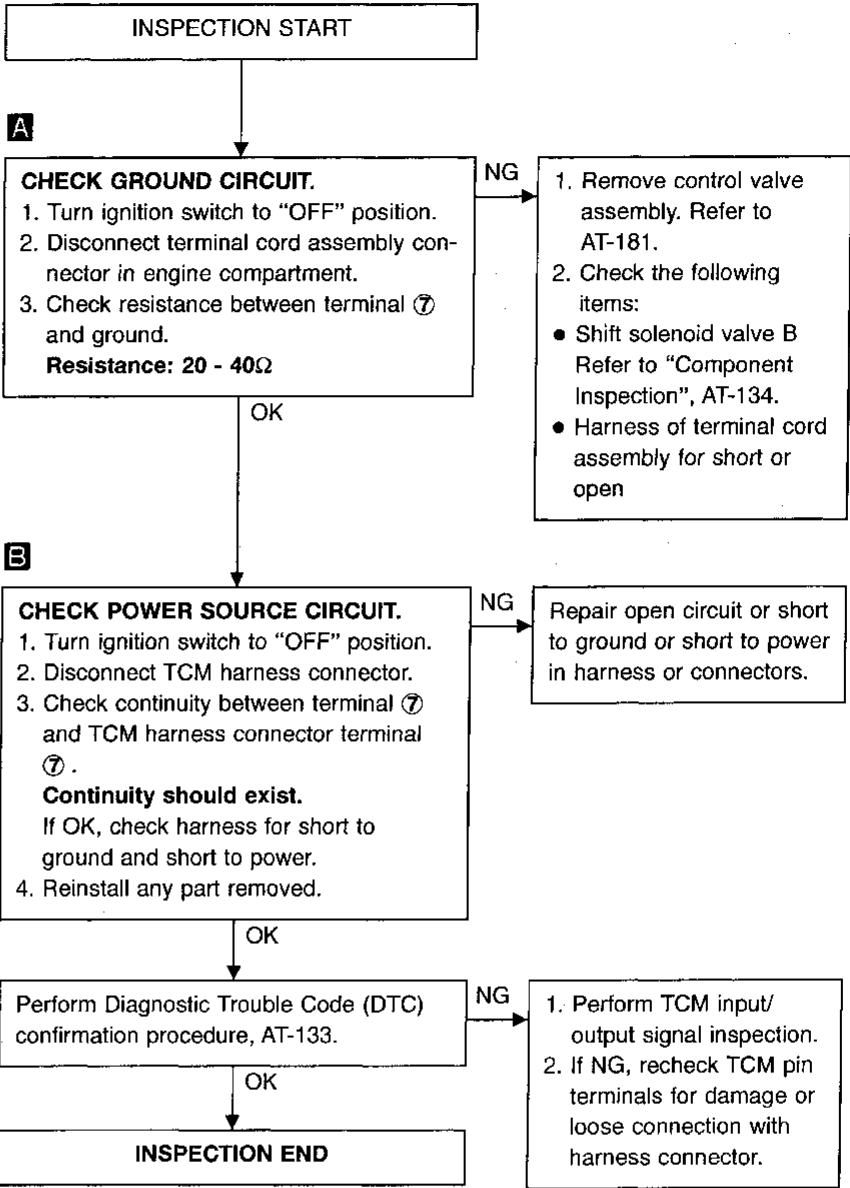 INSPECTION START
A
CHECK GROUND CIRCUIT.
1. Turn ignition switch to “OFF” position.
2. Disconnect terminal cord assembly con-
nector in engine compartment.
3. Check resistance between terminal ⑦
and ground.
Resistance: 20 - 40Ω
NG
1. Remove control valve
assembly. Refer to
AT-181.
2. Check the following
items:
● Shift solenoid valve B
Refer to “Component
Inspection”, AT-134.
● Harness of terminal cord
assembly for short or
open
OK
B
CHECK POWER SOURCE CIRCUIT.
1. Turn ignition switch to “OFF” position.
2. Disconnect TCM harness connector.
3. Check continuity between terminal ⑦
and TCM harness connector terminal
⑦ .
Continuity should exist.
If OK, check harness for short to
ground and short to power.
4. Reinstall any part removed.
NG
Repair open circuit or short
to ground or short to power
in harness or connectors.
OK
Perform Diagnostic Trouble Code (DTC)
confirmation procedure, AT-133.
NG
1. Perform TCM input/
output signal inspection.
2. If NG, recheck TCM pin
terminals for damage or
loose connection with
harness connector.
OK
INSPECTION END